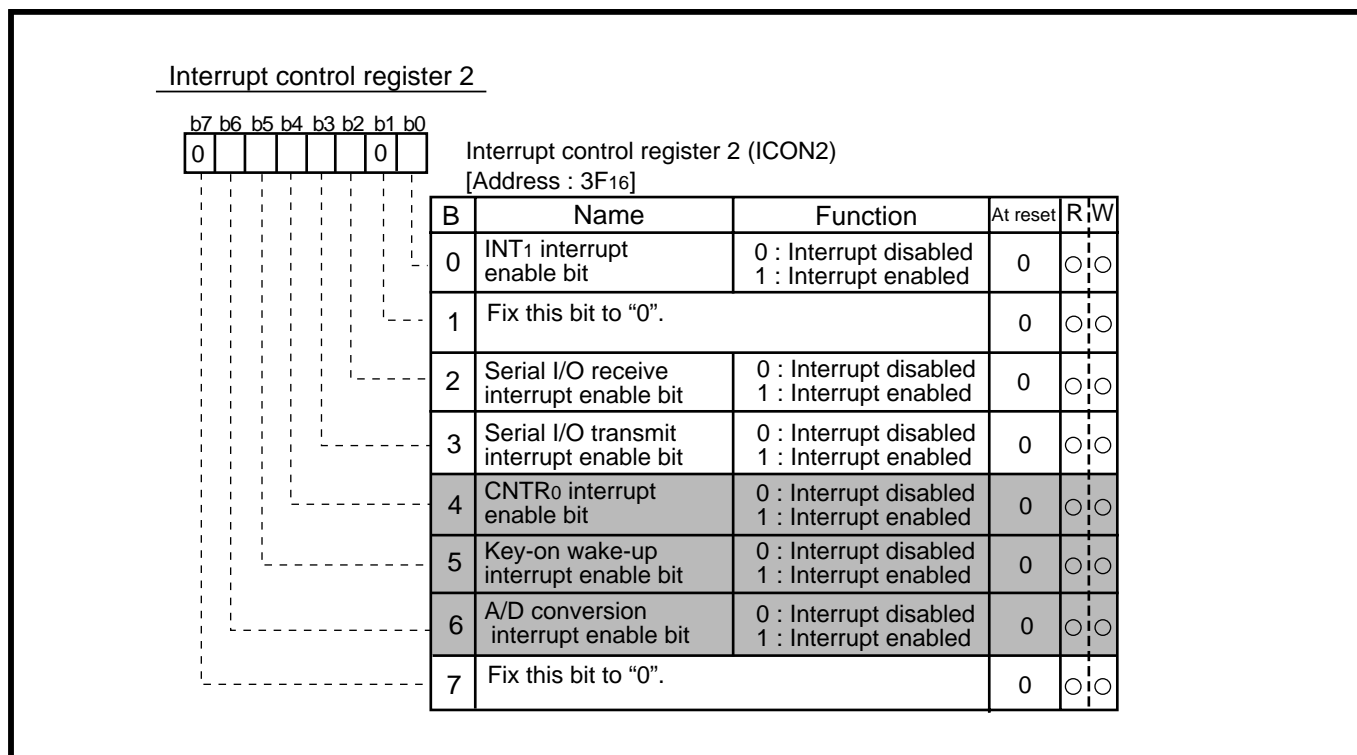 Interrupt control register 2
b7 b6 b5 b4 b3 b2 b1 b0
0 0
Interrupt control register 2 (ICON2)
[Address : 3F16]
B Name Function At reset R W
0 INT1 interrupt enable bit 0 : Interrupt disabled 1 : Interrupt enabled 0 ○ ○
1 Fix this bit to “0”. 0 ○ ○
2 Serial I/O receive interrupt enable bit 0 : Interrupt disabled 1 : Interrupt enabled 0 ○ ○
3 Serial I/O transmit interrupt enable bit 0 : Interrupt disabled 1 : Interrupt enabled 0 ○ ○
4 CNTR0 interrupt enable bit 0 : Interrupt disabled 1 : Interrupt enabled 0 ○ ○
5 Key-on wake-up interrupt enable bit 0 : Interrupt disabled 1 : Interrupt enabled 0 ○ ○
6 A/D conversion interrupt enable bit 0 : Interrupt disabled 1 : Interrupt enabled 0 ○ ○
7 Fix this bit to “0”. 0 ○ ○